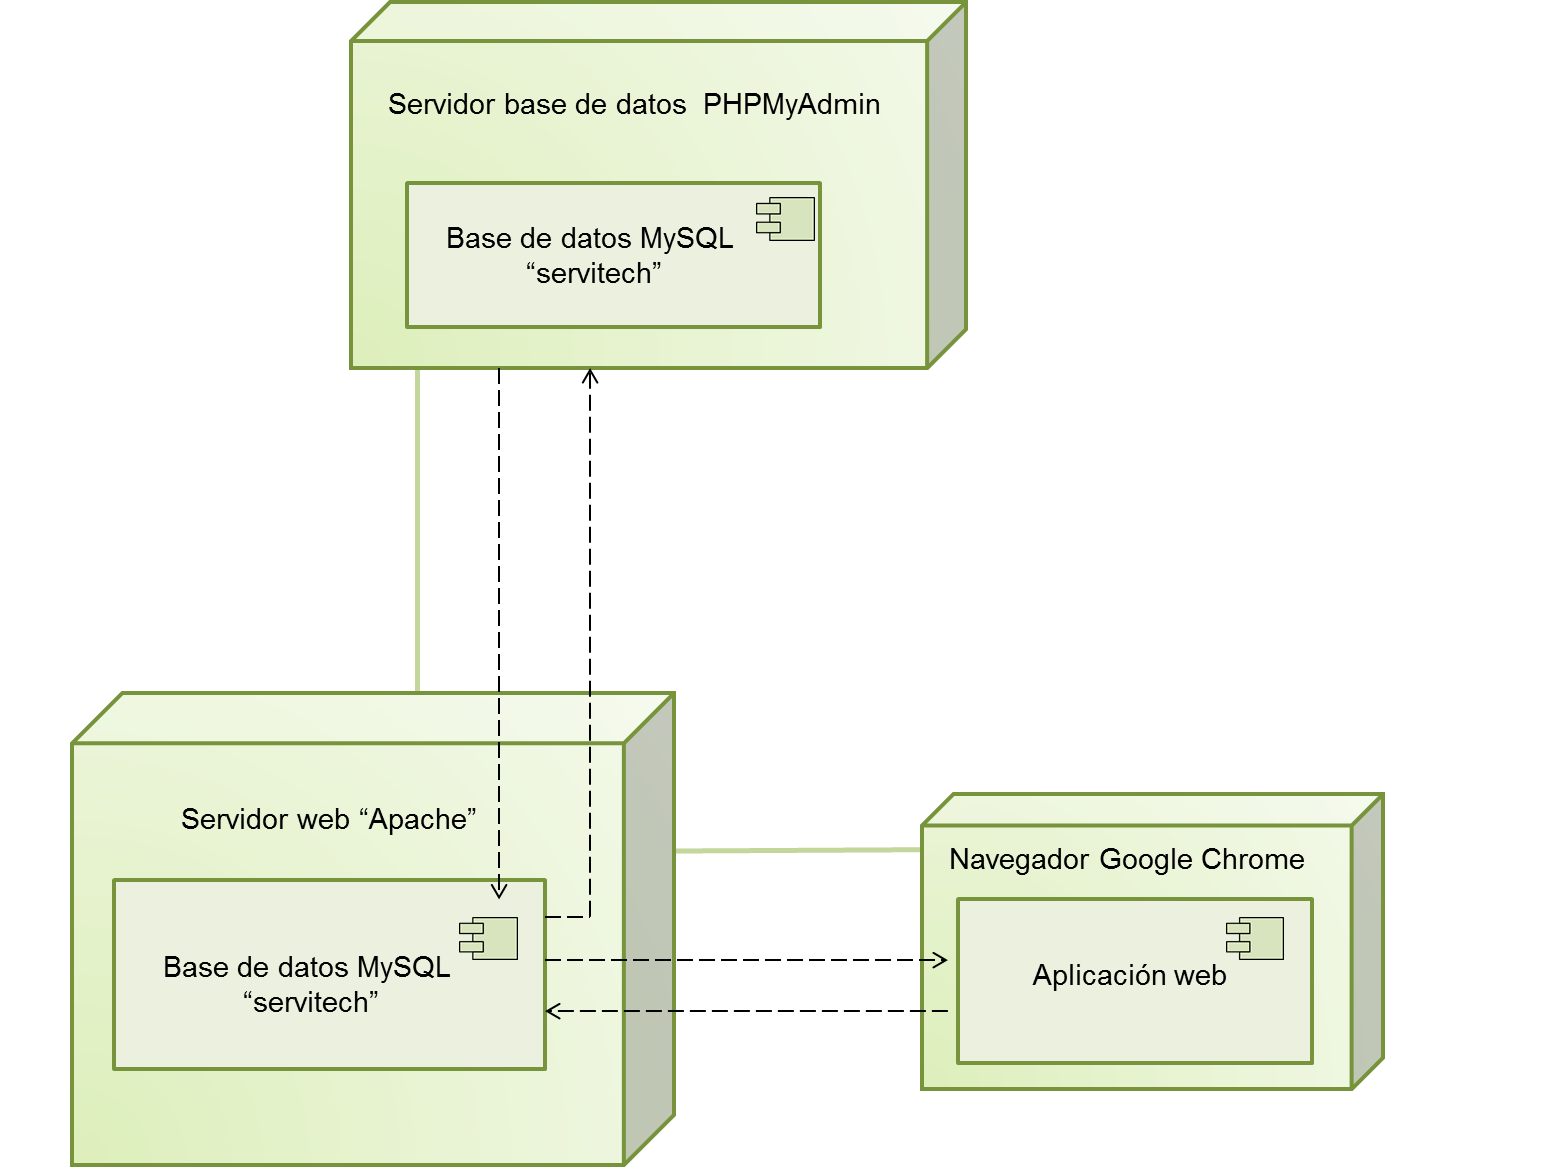 Servidor base de datos  PHPMyAdmin
Base de datos MySQL
“servitech”
Servidor web “Apache”
Base de datos MySQL
“servitech”
Navegador Google Chrome
Aplicación web